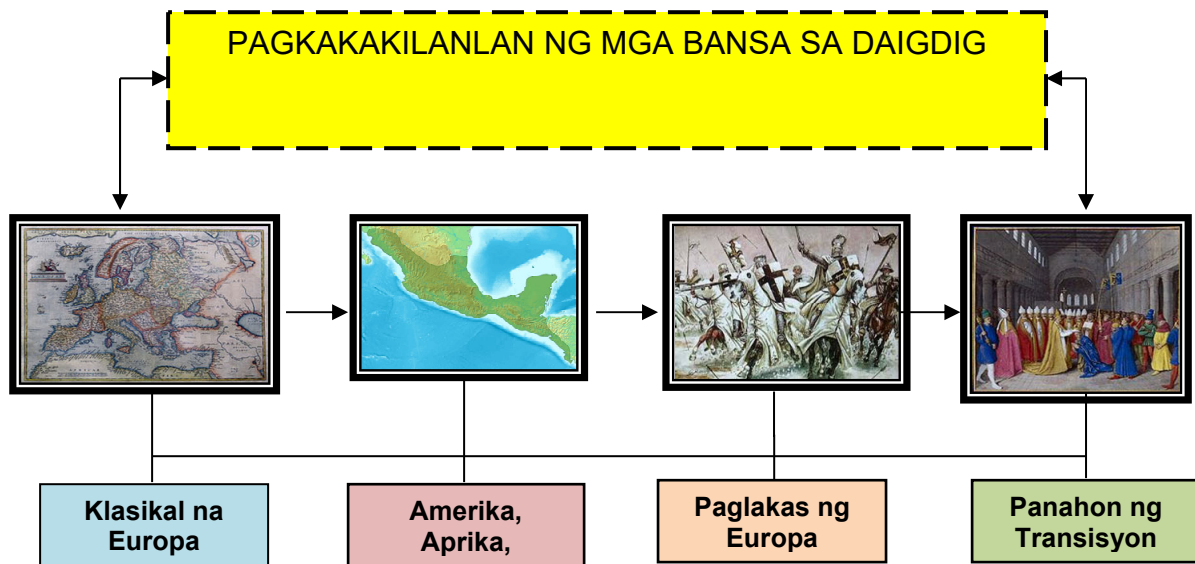 PAGKAKAKILANLAN NG MGA BANSA SA DAIGDIG
Klasikal na
Europa
Amerika,
Aprika,
Paglakas ng
Europa
Panahon ng
Transisyon